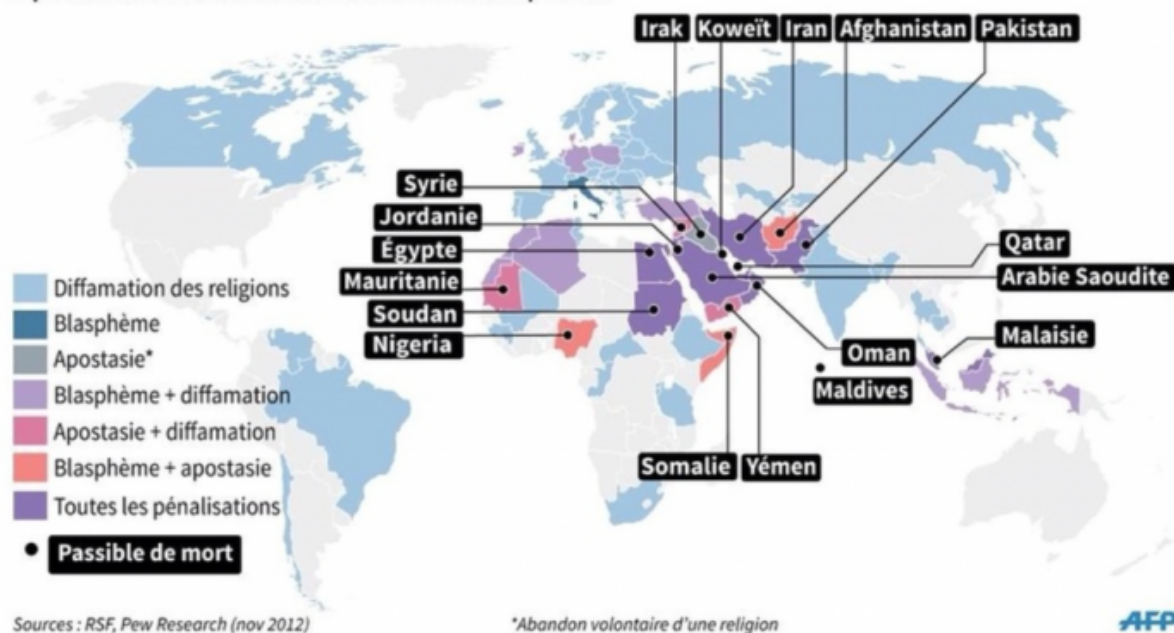 Irak
Koweït
Iran
Afghanistan
Pakistan
Syrie
Jordanie
Égypte
Mauritanie
Soudan
Nigeria
Qatar
Arabie Saoudite
Oman
Malaisie
Maldives
Somalie
Yémen
Diffamation des religions
Blasphème
Apostasie*
Blasphème + diffamation
Apostasie + diffamation
Blasphème + apostasie
Toutes les pénalisations
Passible de mort
Sources : RSF, Pew Research (nov 2012)
*Abandon volontaire d'une religion
AFP